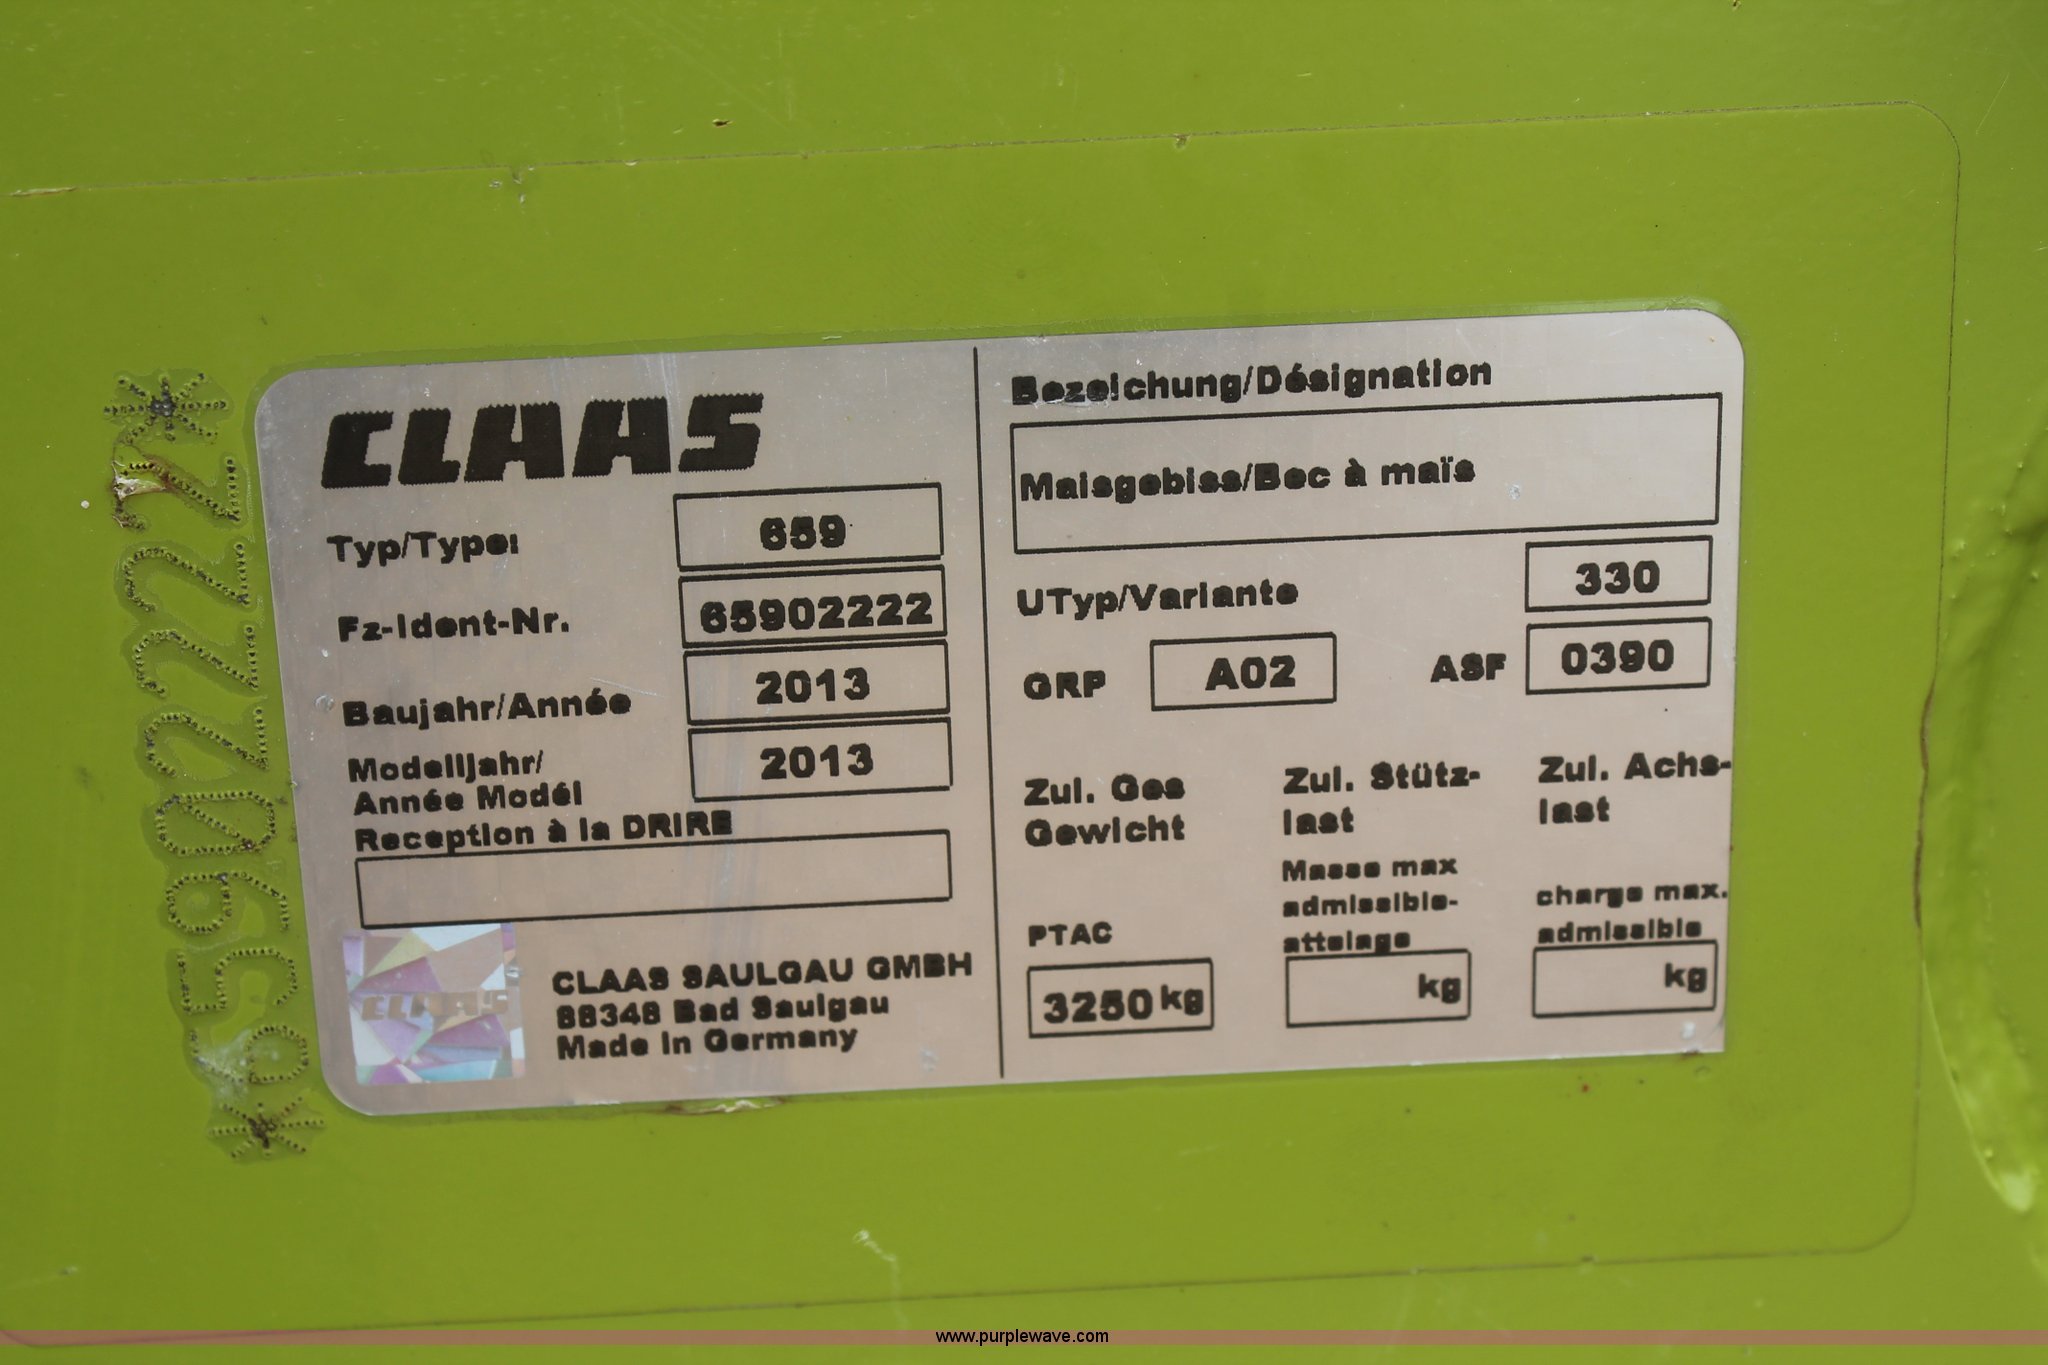 *65902222*
CLAAS
Typ/Type: 659
Fz-Ident-Nr. 65902222
Baujahr/Année 2013
Modelljahr/
Année Modél 2013
Reception à la DRIRE
CLAAS
CLAAS SAULGAU GMBH
88348 Bad Saulgau
Made in Germany
Bezeichung/Désignation
Maisgebiss/Bec à maïs
UTyp/Variante 330
GRP A02 ASF 0390
Zul. Ges
Gewicht
PTAC
3250 kg
Zul. Stütz-
last
Masse max
admissible-
attelage
kg
Zul. Achs-
last
charge max.
admissible
kg
www.purplewave.com